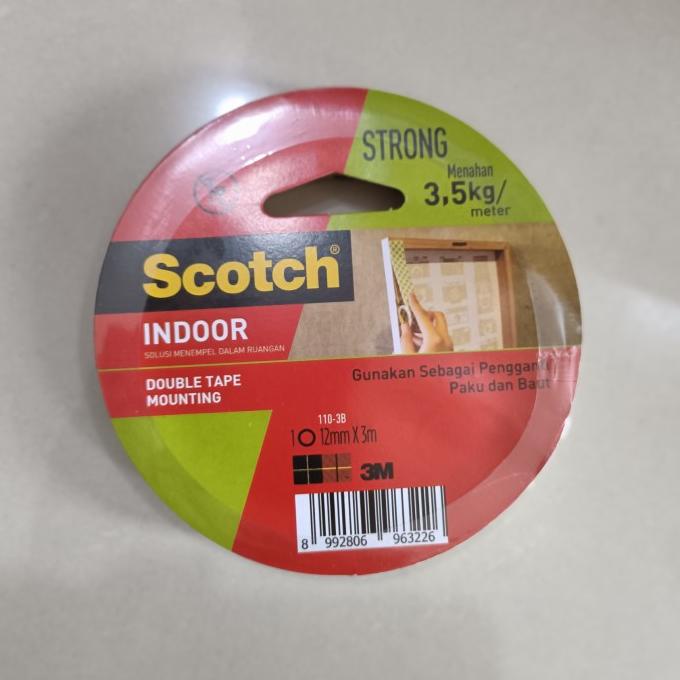 STRONG
Menahan
3,5kg/
meter
Scotch®
INDOOR
SOLUSI MENEMPEL DALAM RUANGAN
DOUBLE TAPE
MOUNTING
Gunakan Sebagai Pengganti
Paku dan Baut
110-3B
1 12mm X 3m
3M
8 992806 963226